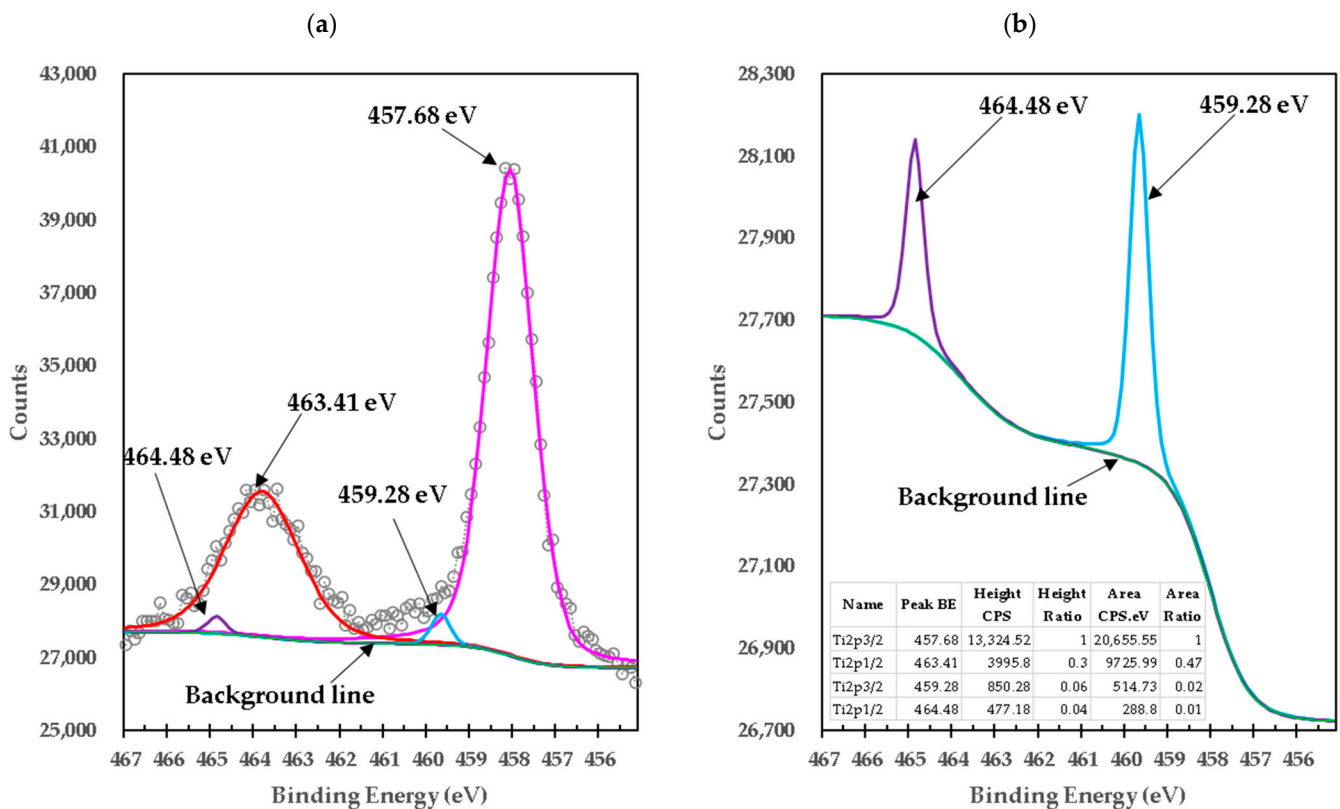 (a)
43,000
41,000
39,000
37,000
35,000
33,000
31,000
29,000
27,000
25,000
Counts
457.68 eV
463.41 eV
464.48 eV
459.28 eV
Background line
467 466 465 464 463 462 461 460 459 458 457 456
Binding Energy (eV)
(b)
28,300
28,100
27,900
27,700
27,500
27,300
27,100
26,900
26,700
Counts
464.48 eV
459.28 eV
Background line
Name Peak BE Height CPS Height Ratio Area CPS.eV Area Ratio
Ti2p3/2 457.68 13,324.52 1 20,655.55 1
Ti2p1/2 463.41 3995.8 0.3 9725.99 0.47
Ti2p3/2 459.28 850.28 0.06 514.73 0.02
Ti2p1/2 464.48 477.18 0.04 288.8 0.01
467 466 465 464 463 462 461 460 459 458 457 456
Binding Energy (eV)